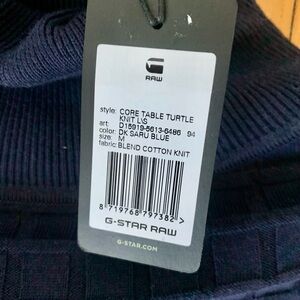 RAW
style: CORE TABLE TURTLE
KNIT L\S
art: D15919-5613-6486 94
color: DK SARU BLUE
size: M
fabric: BLEND COTTON KNIT
8 719768 797382 >
G-STAR RAW
G-STAR.COM